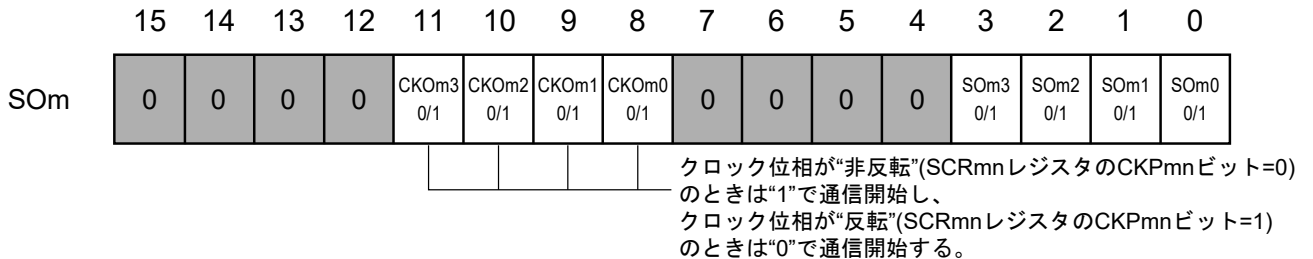 15 14 13 12 11 10 9 8 7 6 5 4 3 2 1 0
SOm 0 0 0 0 CKOm3 CKOm2 CKOm1 CKOm0 0 0 0 0 SOm3 SOm2 SOm1 SOm0
0/1 0/1 0/1 0/1 0/1 0/1 0/1 0/1
クロック位相が“非反転”(SCRmnレジスタのCKPmnビット=0)
のときは“1”で通信開始し、
クロック位相が“反転”(SCRmnレジスタのCKPmnビット=1)
のときは“0”で通信開始する。